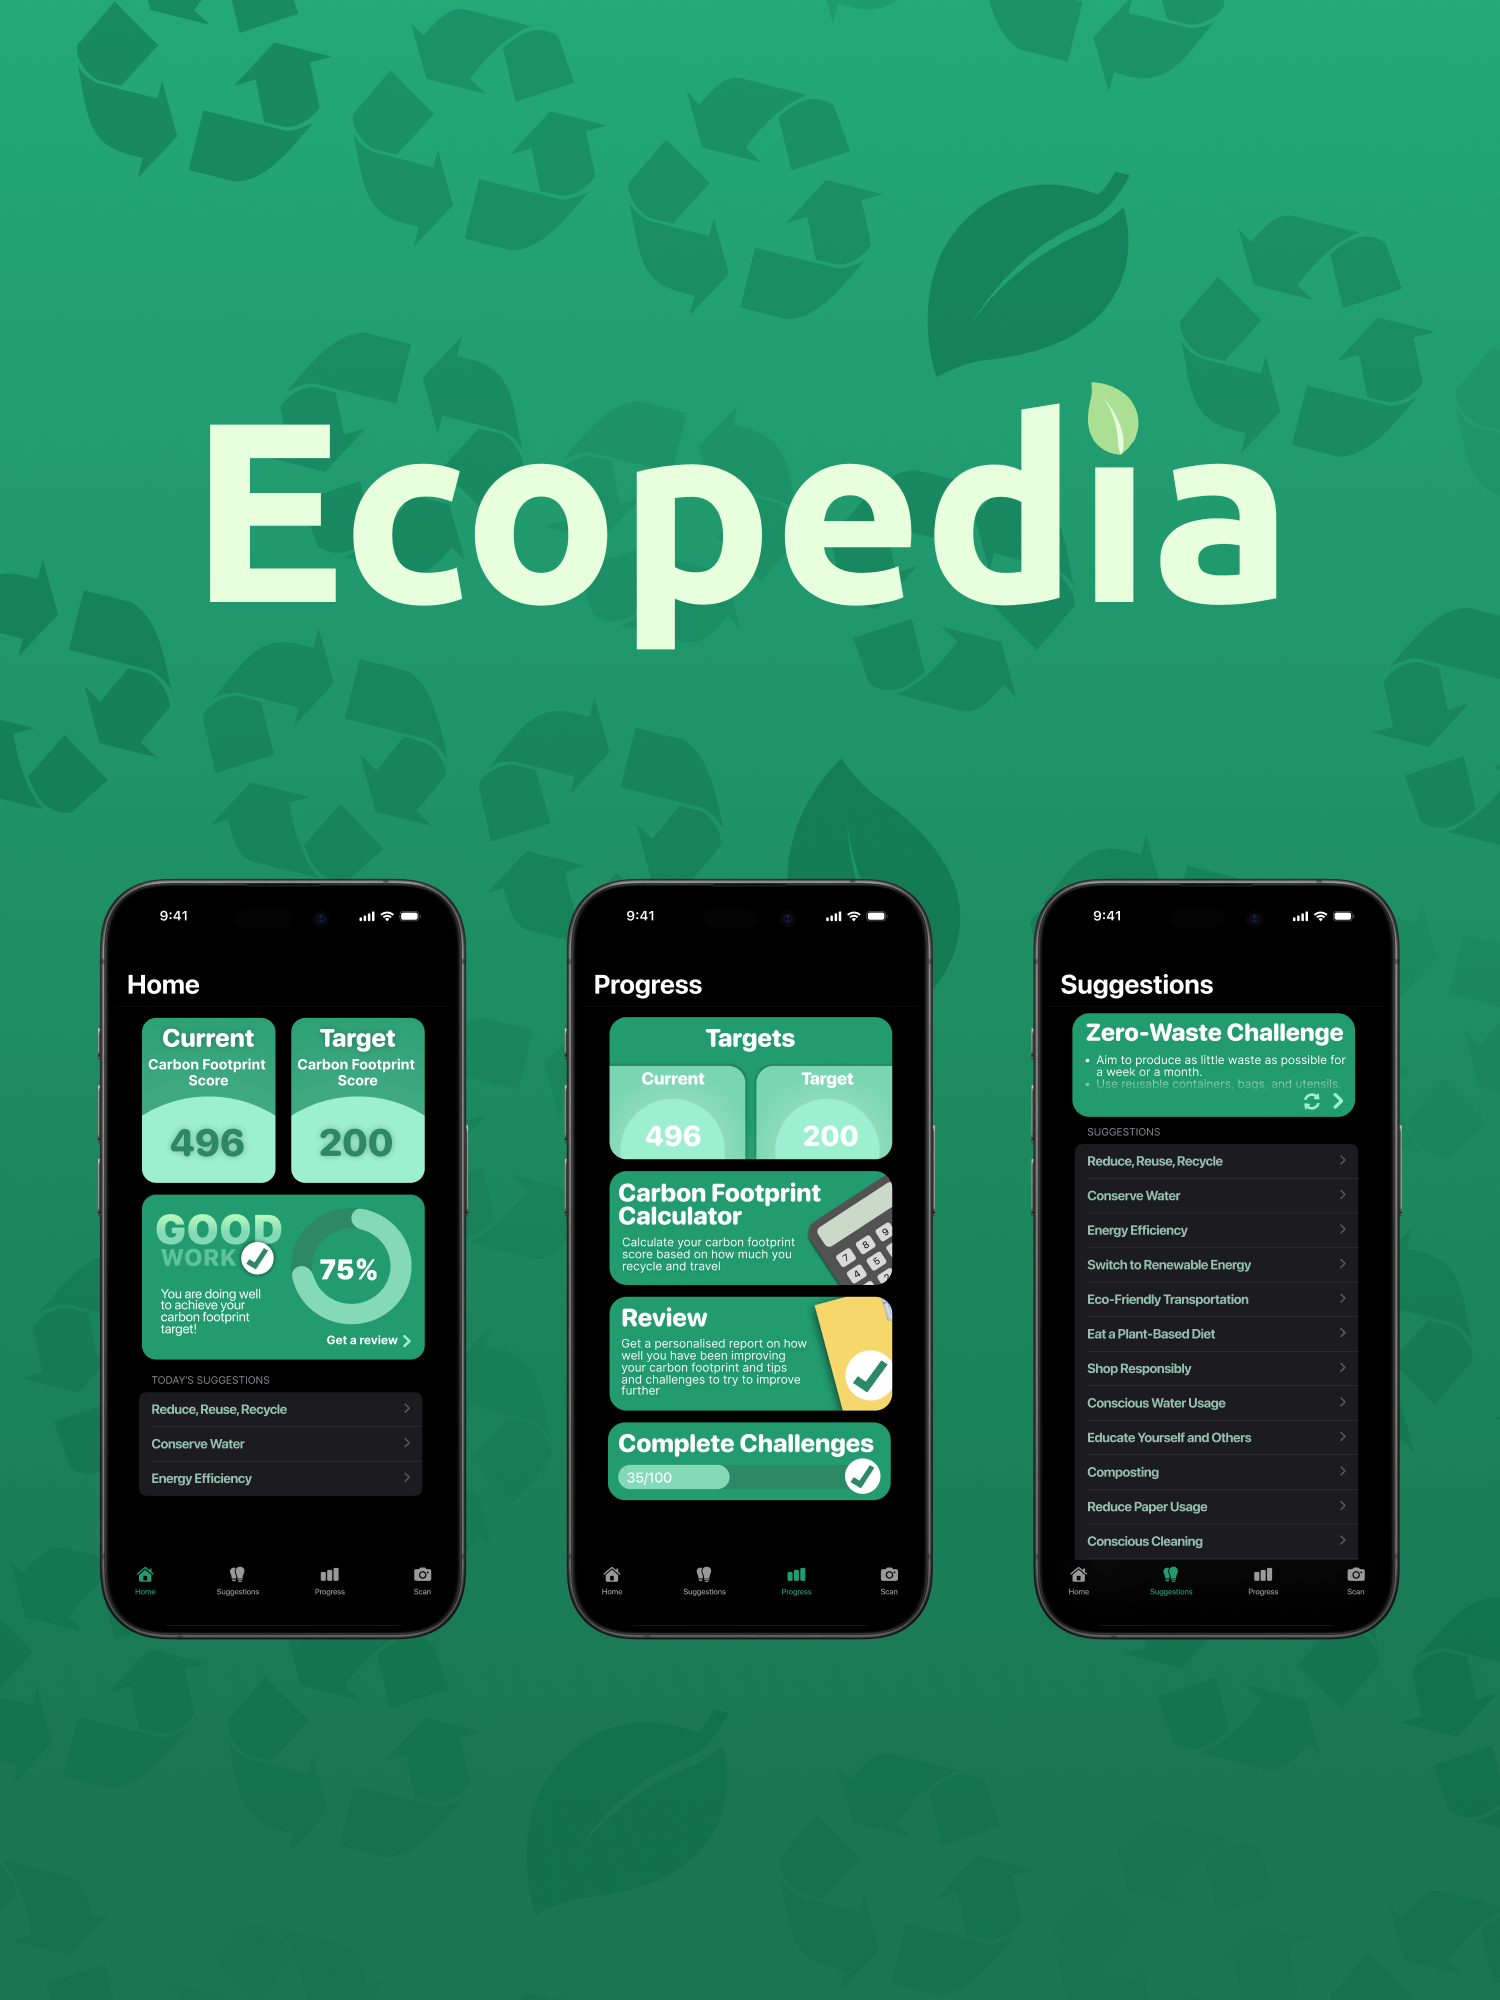 Ecopedia
9:41
Home
Current
Carbon Footprint
Score
496
Target
Carbon Footprint
Score
200
GOOD
WORK
You are doing well
to achieve your
carbon footprint
target!
75%
Get a review
TODAY'S SUGGESTIONS
Reduce, Reuse, Recycle
Conserve Water
Energy Efficiency
Home
Suggestions
Progress
Scan
9:41
Progress
Targets
Current
496
Target
200
Carbon Footprint
Calculator
Calculate your carbon footprint
score based on how much you
recycle and travel
7 8 9
4 5
Review
Get a personalised report on how
well you have been improving
your carbon footprint and tips
and challenges to try to improve
further
Complete Challenges
35/100
Home
Suggestions
Progress
Scan
9:41
Suggestions
Zero-Waste Challenge
• Aim to produce as little waste as possible for
a week or a month.
• Use reusable containers, bags, and utensils.
SUGGESTIONS
Reduce, Reuse, Recycle
Conserve Water
Energy Efficiency
Switch to Renewable Energy
Eco-Friendly Transportation
Eat a Plant-Based Diet
Shop Responsibly
Conscious Water Usage
Educate Yourself and Others
Composting
Reduce Paper Usage
Conscious Cleaning
Home
Suggestions
Progress
Scan